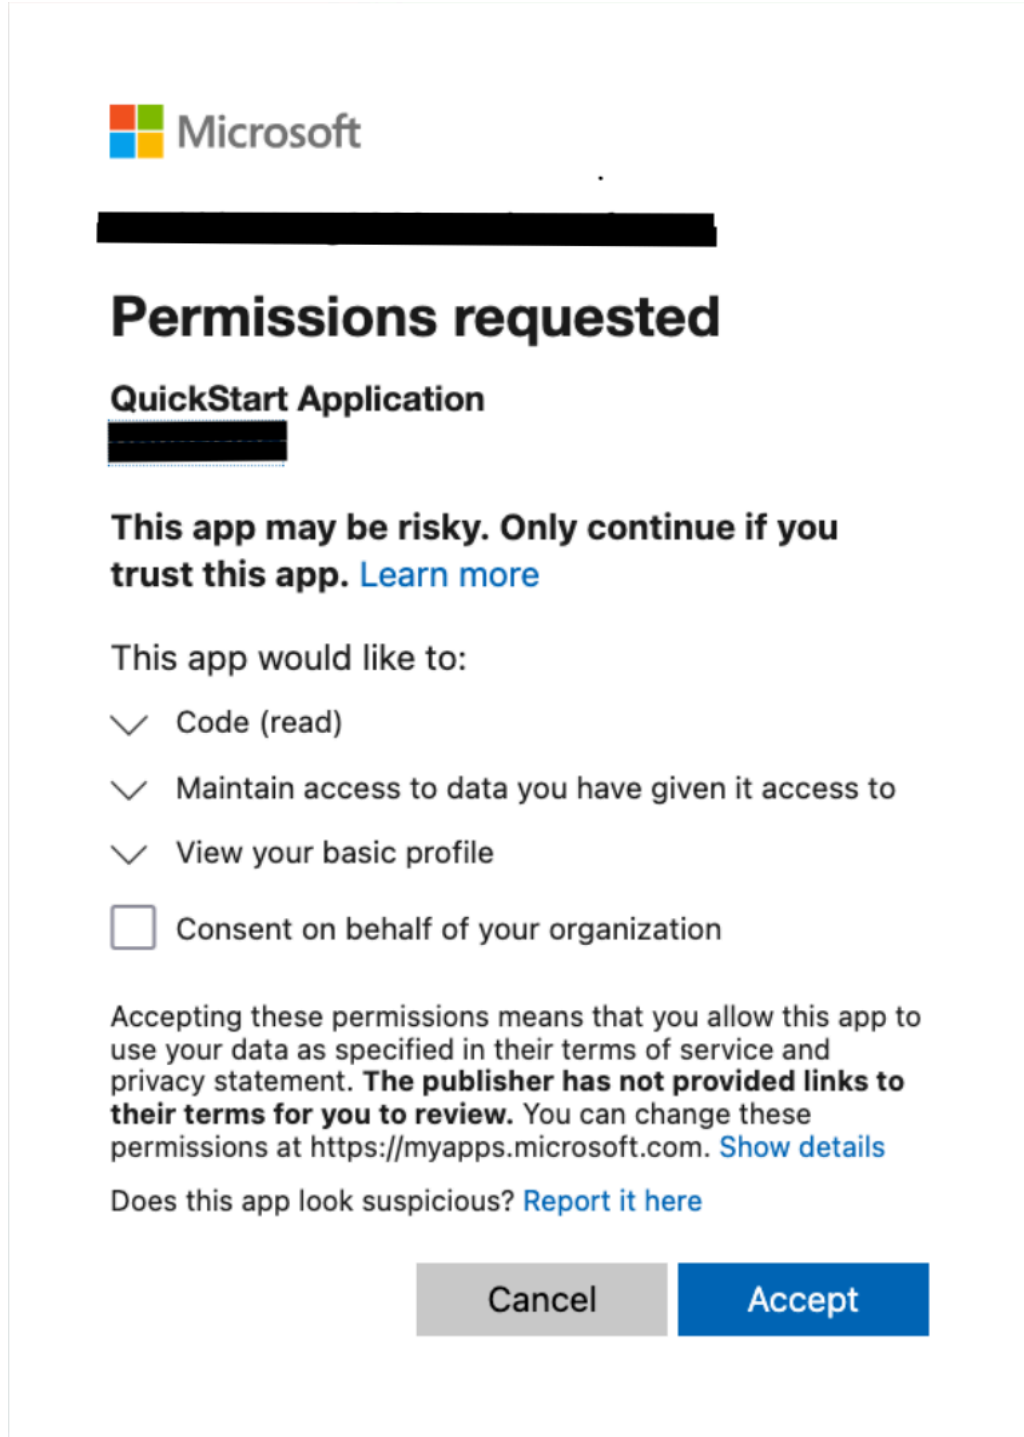 Microsoft
Permissions requested
QuickStart Application
This app may be risky. Only continue if you
trust this app. Learn more
This app would like to:
Code (read)
Maintain access to data you have given it access to
View your basic profile
Consent on behalf of your organization
Accepting these permissions means that you allow this app to
use your data as specified in their terms of service and
privacy statement. The publisher has not provided links to
their terms for you to review. You can change these
permissions at https://myapps.microsoft.com. Show details
Does this app look suspicious? Report it here
Cancel Accept